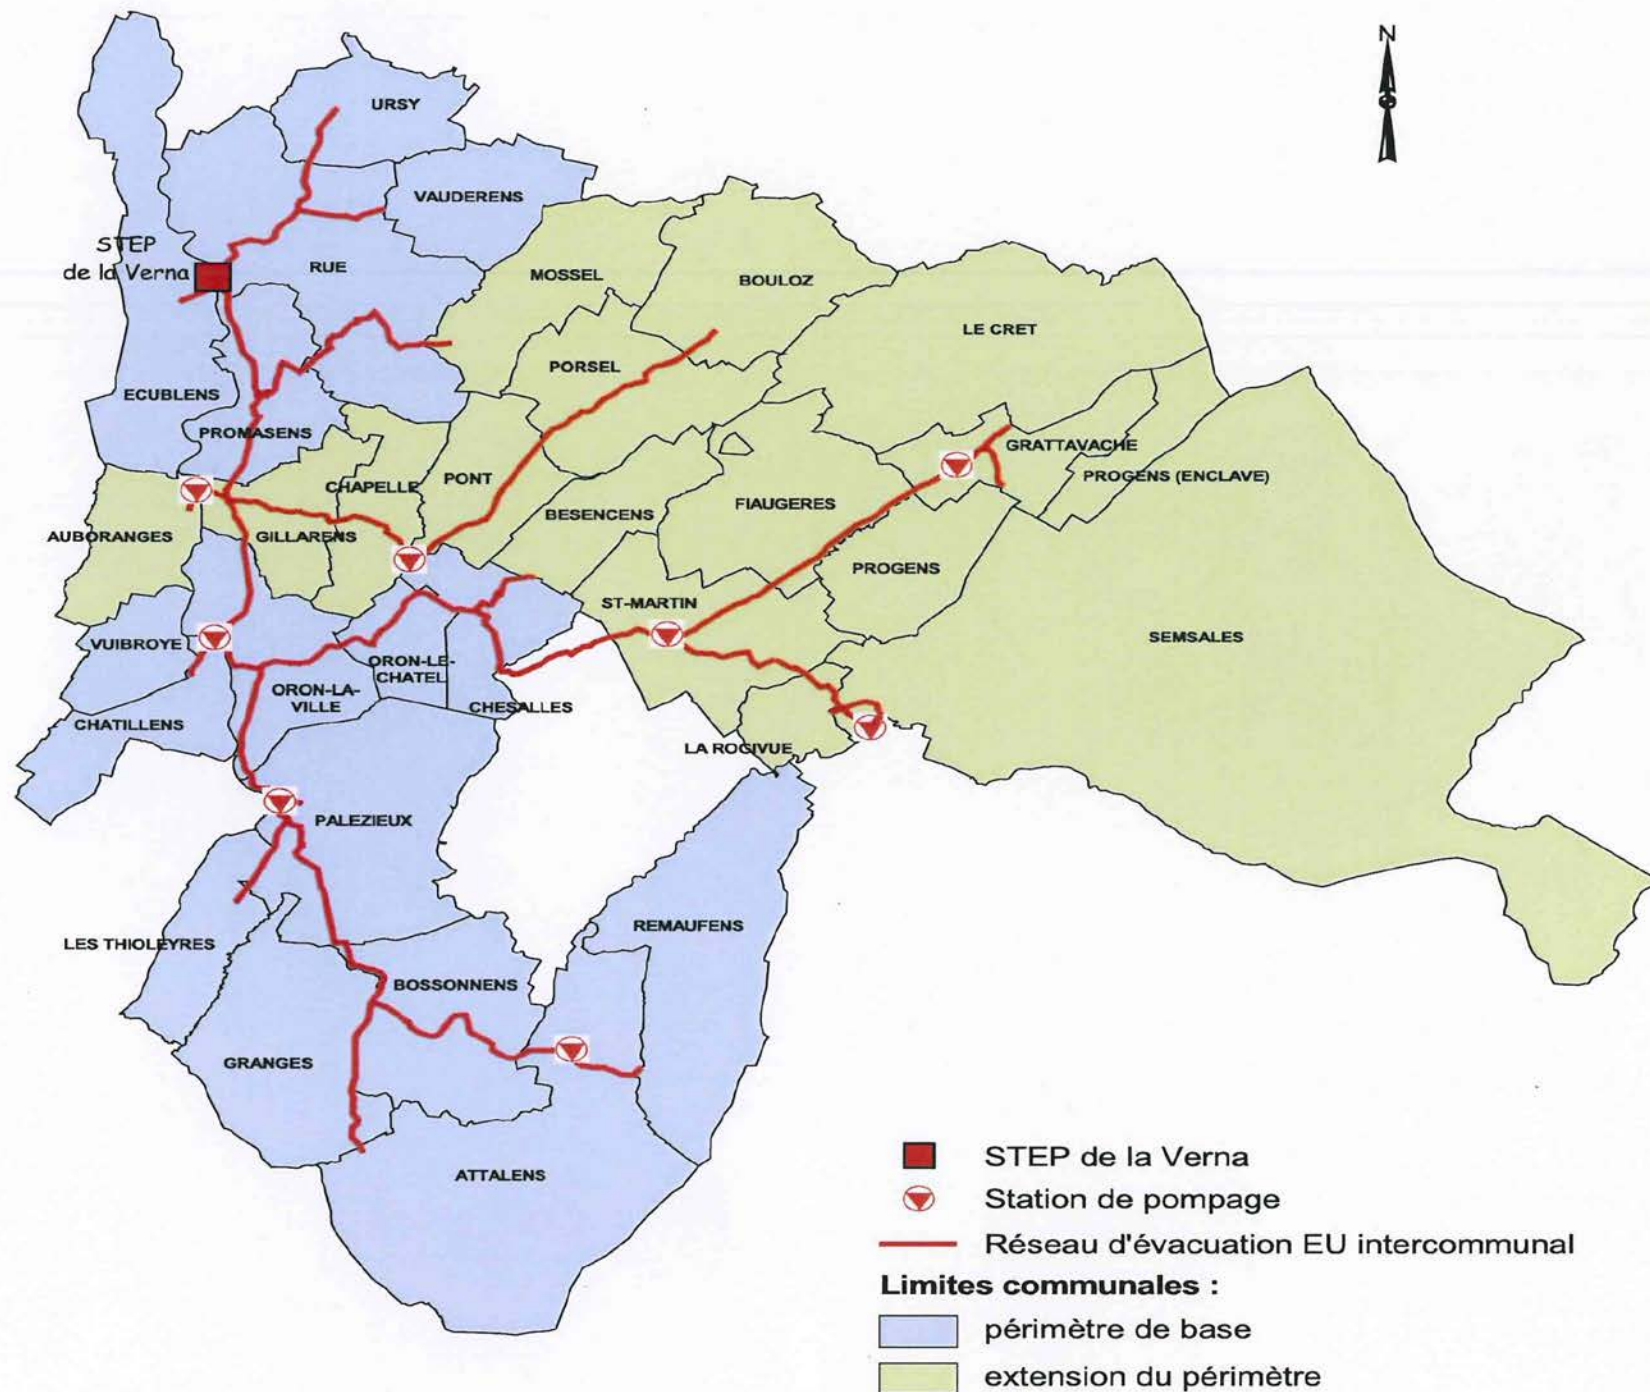 N
URSY
VAUDERENS
STEP
de la Verna
RUE
MOSSEL
BOULOZ
LE CRET
PORSEL
ECUBLENS
PROMASENS
GRATTAVACHE
PROGENS (ENCLAVE)
CHAPELLE
PONT
BESENCENS
FIAUGERES
AUBORANGES
GILLARENS
PROGENS
ST-MARTIN
SEMSALES
VUIBROYE
ORON-LE-
CHATEL
ORON-LA-
VILLE
CHESALLES
CHATILLENS
LA ROGIVUE
PALEZIEUX
REMAUFENS
LES THIOLEYRES
BOSSONNENS
GRANGES
ATTALENS
STEP de la Verna
Station de pompage
Réseau d'évacuation EU intercommunal
Limites communales :
périmètre de base
extension du périmètre